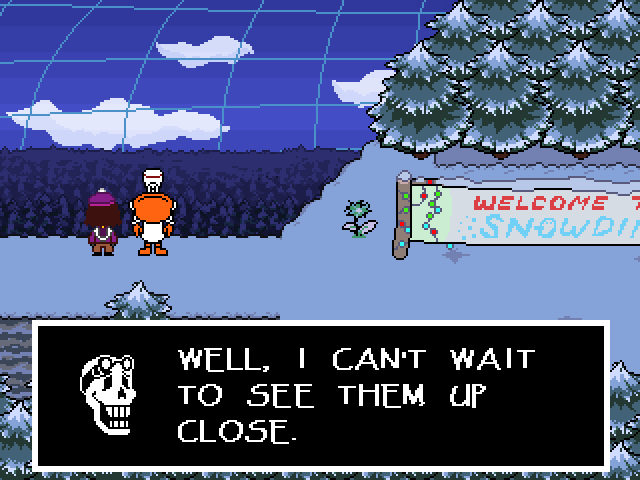 WELCOME T
SNOWDI
WELL, I CAN'T WAIT
TO SEE THEM UP
CLOSE.